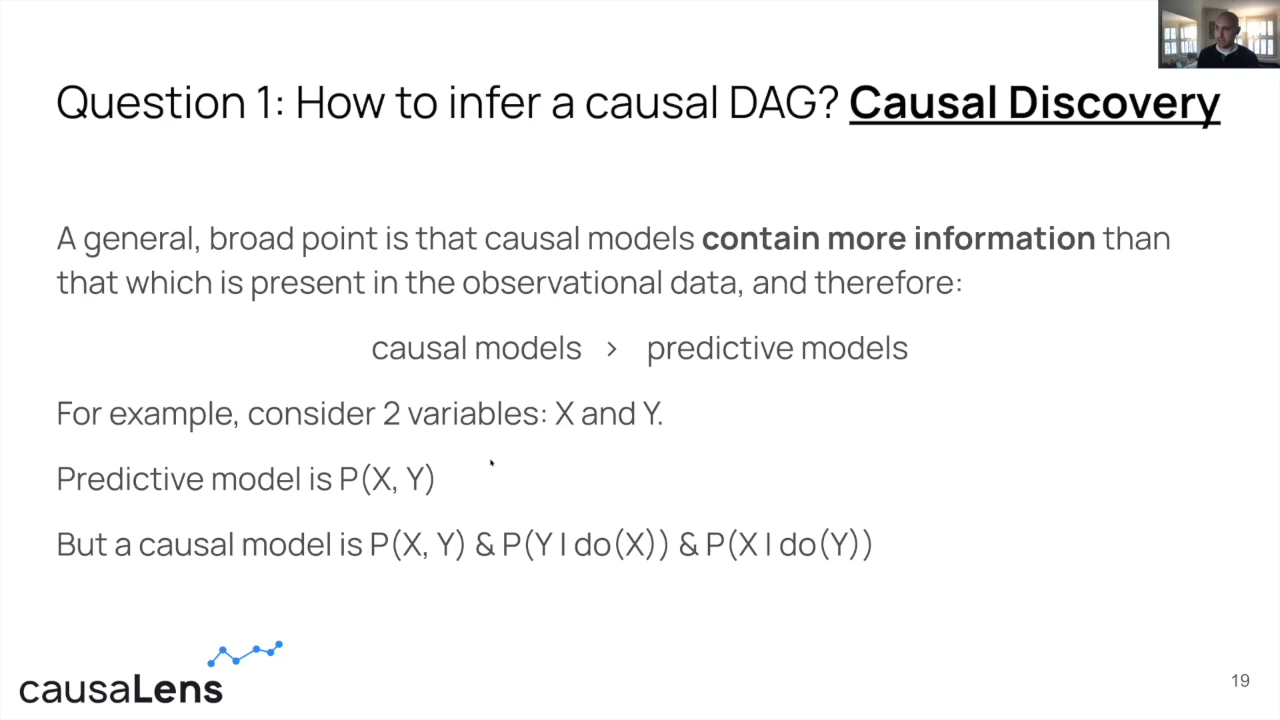 Question 1: How to infer a causal DAG? Causal Discovery
A general, broad point is that causal models contain more information than
that which is present in the observational data, and therefore:
causal models > predictive models
For example, consider 2 variables: X and Y.
Predictive model is P(X, Y)
But a causal model is P(X, Y) & P(Y | do(X)) & P(X | do(Y))
causaLens
19